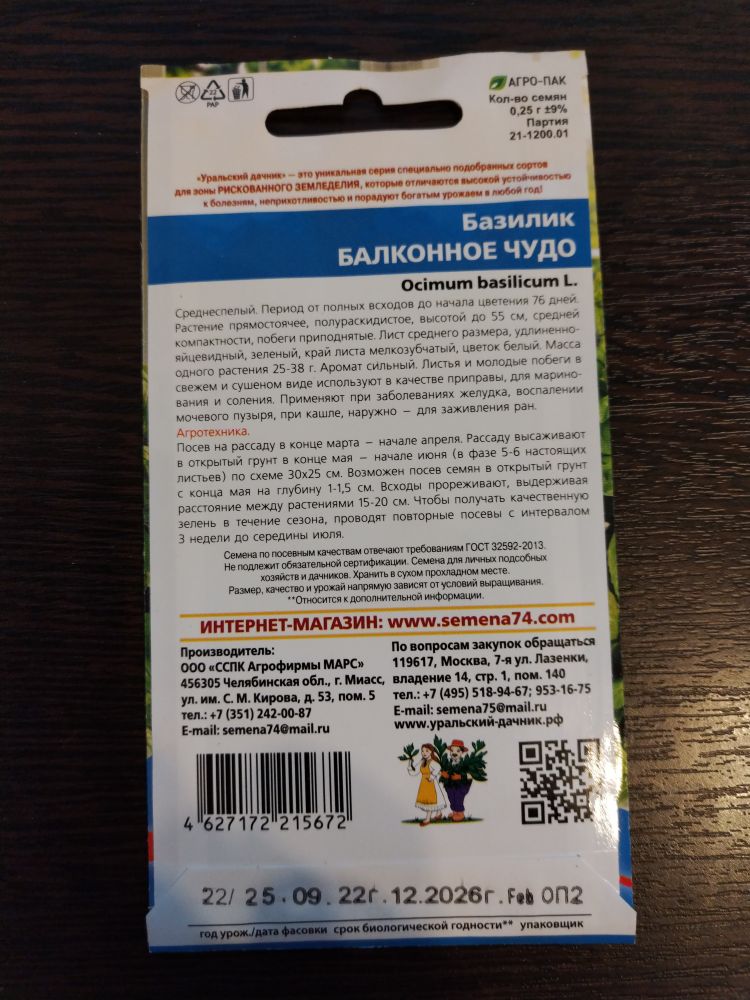 22
PAP
АГРО-ПАК
Кол-во семян
0,25 г ±9%
Партия
21-1200.01
«Уральский дачник» — это уникальная серия специально подобранных сортов
для зоны РИСКОВАННОГО ЗЕМЛЕДЕЛИЯ, которые отличаются высокой устойчивостью
к болезням, неприхотливостью и порадуют богатым урожаем в любой год!
Базилик
БАЛКОННОЕ ЧУДО
Ocimum basilicum L.
Среднеспелый. Период от полных всходов до начала цветения 76 дней.
Растение прямостоячее, полураскидистое, высотой до 55 см, средней
компактности, побеги приподнятые. Лист среднего размера, удлиненно-
яйцевидный, зеленый, край листа мелкозубчатый, цветок белый. Масса
одного растения 25-38 г. Аромат сильный. Листья и молодые побеги в
свежем и сушеном виде используют в качестве приправы, для марино-
вания и соления. Применяют при заболеваниях желудка, воспалении
мочевого пузыря, при кашле, наружно – для заживления ран.
Агротехника.
Посев на рассаду в конце марта – начале апреля. Рассаду высаживают
в открытый грунт в конце мая – начале июня (в фазе 5-6 настоящих
листьев) по схеме 30х25 см. Возможен посев семян в открытый грунт
с конца мая на глубину 1-1,5 см. Всходы прореживают, выдерживая
расстояние между растениями 15-20 см. Чтобы получать качественную
зелень в течение сезона, проводят повторные посевы с интервалом
3 недели до середины июля.
Семена по посевным качествам отвечают требованиям ГОСТ 32592-2013.
Не подлежит обязательной сертификации. Семена для личных подсобных
хозяйств и дачников. Хранить в сухом прохладном месте.
Размер, качество и урожай напрямую зависят от условий выращивания.
**Относится к дополнительной информации.
ИНТЕРНЕТ-МАГАЗИН: www.semena74.com
Производитель:
ООО «ССПК Агрофирмы МАРС»
456305 Челябинская обл., г. Миасс,
ул. им. С. М. Кирова, д. 53, пом. 5
тел.: +7 (351) 242-00-87
E-mail: semena74@mail.ru
По вопросам закупок обращаться
119617, Москва, 7-я ул. Лазенки,
владение 14, стр. 1, пом. 140
тел.: +7 (495) 518-94-67; 953-16-75
E-mail: semena75@mail.ru
www.уральский-дачник.рф
4 627172 215672
22/ 25.09.22г.12.2026г. Feb ОП2
год урож./дата фасовки срок биологической годности** упаковщик